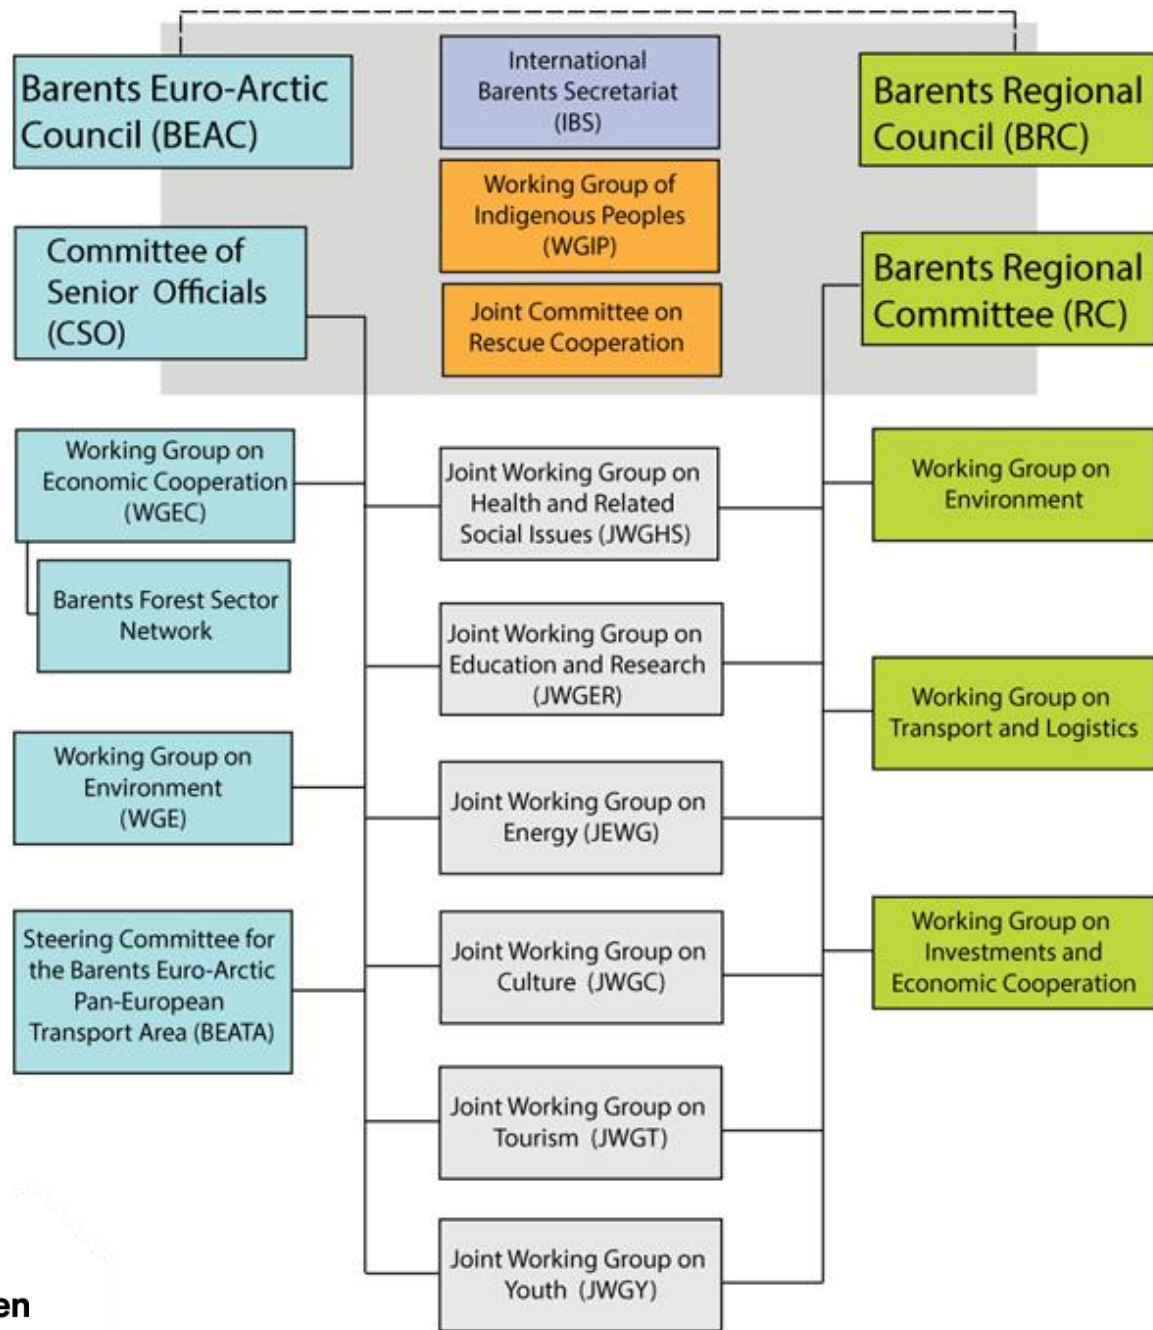 Barents Euro-Arctic
Council (BEAC)
International
Barents Secretariat
(IBS)
Barents Regional
Council (BRC)
Working Group of
Indigenous Peoples
(WGIP)
Committee of
Senior Officials
(CSO)
Joint Committee on
Rescue Cooperation
Barents Regional
Committee (RC)
Working Group on
Economic Cooperation
(WGEC)
Barents Forest Sector
Network
Working Group on
Environment
(WGE)
Steering Committee for
the Barents Euro-Arctic
Pan-European
Transport Area (BEATA)
Joint Working Group on
Health and Related
Social Issues (JWGHS)
Joint Working Group on
Education and Research
(JWGER)
Joint Working Group on
Energy (JEWG)
Joint Working Group on
Culture (JWGC)
Joint Working Group on
Tourism (JWGT)
Joint Working Group on
Youth (JWGY)
Working Group on
Environment
Working Group on
Transport and Logistics
Working Group on
Investments and
Economic Cooperation
en